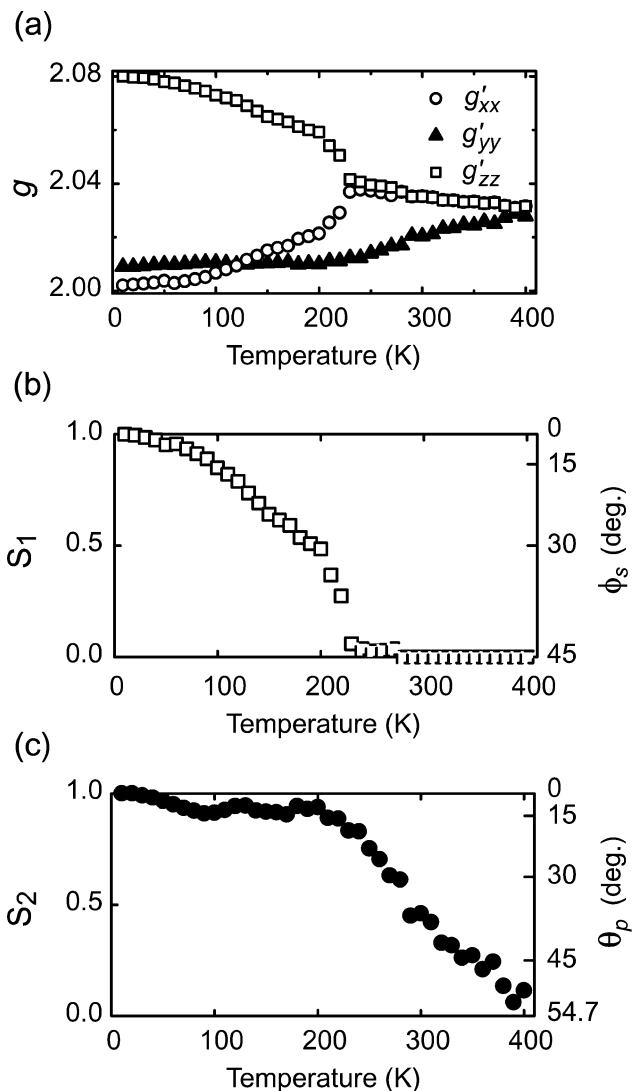 (a)
2.08
2.04
2.00
g
g′xx
g′yy
g′zz
0 100 200 300 400
Temperature (K)
(b)
1.0
0.5
0.0
S1
0
15
30
45
ϕs (deg.)
0 100 200 300 400
Temperature (K)
(c)
1.0
0.5
0.0
S2
0
15
30
45
54.7
θp (deg.)
0 100 200 300 400
Temperature (K)